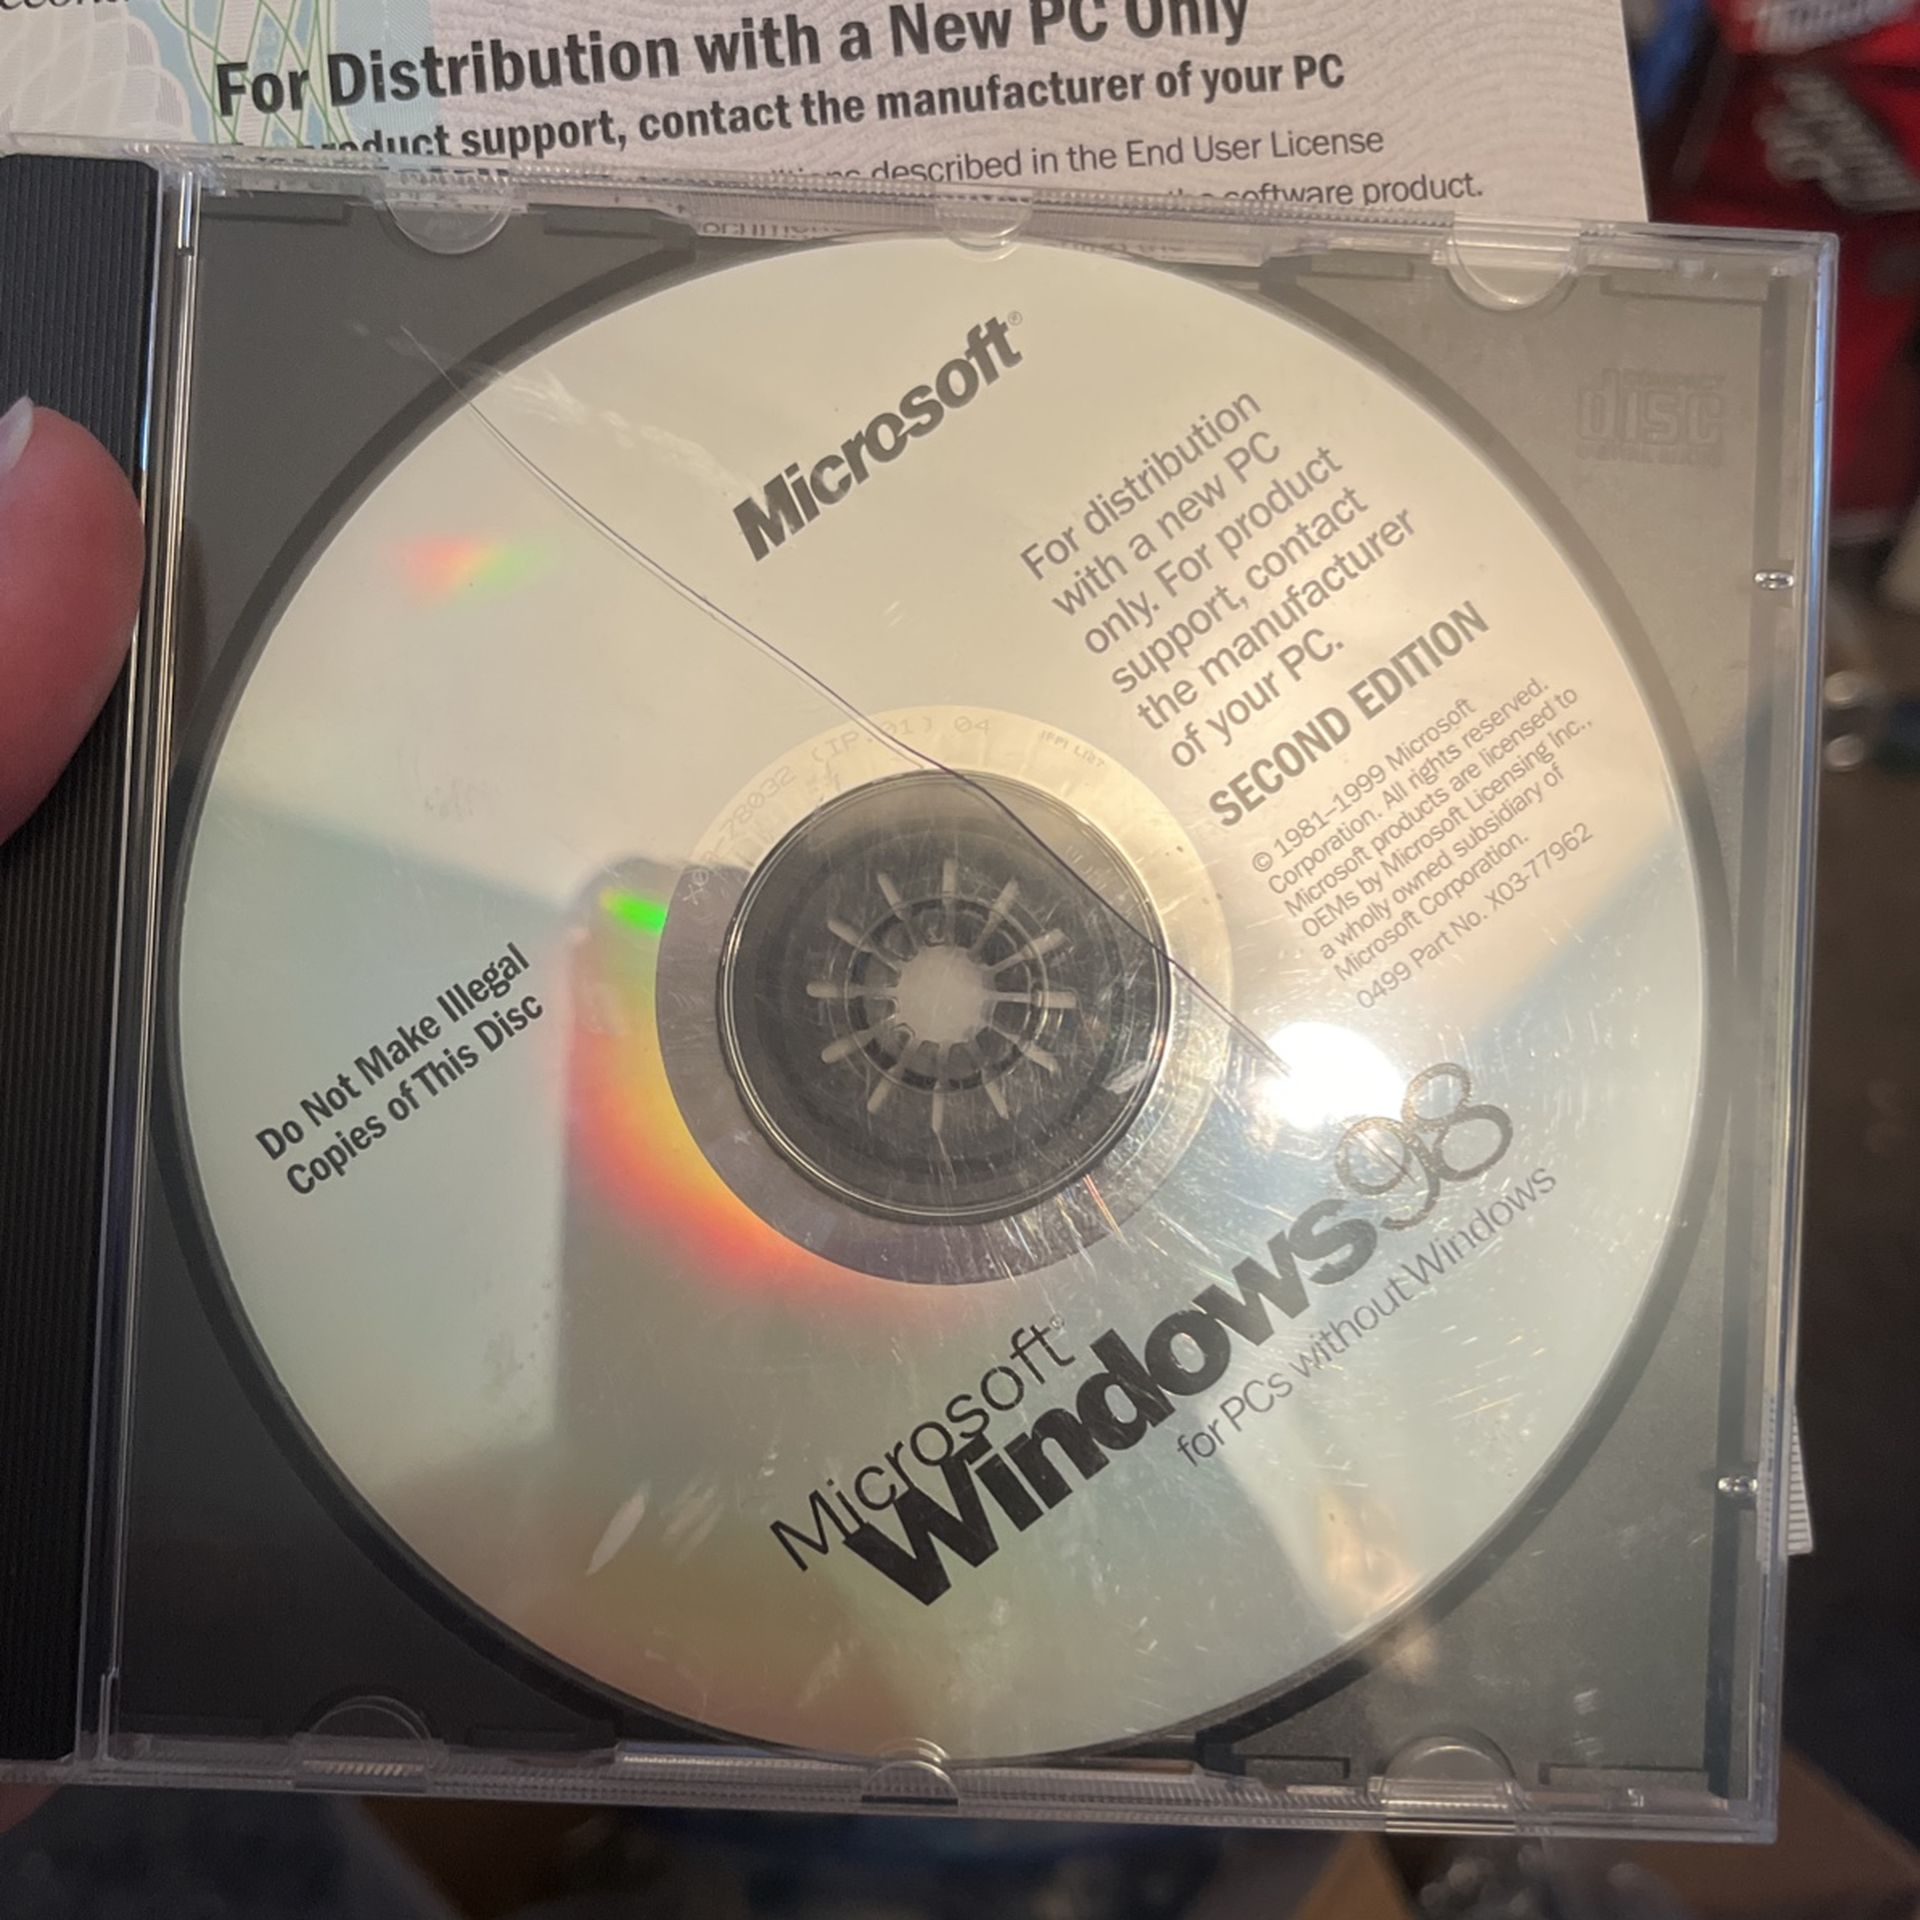 For Distribution with a New PC Only
product support, contact the manufacturer of your PC
described in the End User License
software product.
disc
Microsoft®
For distribution
with a new PC
only. For product
support, contact
the manufacturer
of your PC.
SECOND EDITION
© 1981–1999 Microsoft
Corporation. All rights reserved.
Microsoft products are licensed to
OEMs by Microsoft Licensing Inc.,
a wholly owned subsidiary of
Microsoft Corporation.
0499 Part No. X03-77962
Do Not Make Illegal
Copies of This Disc
Microsoft®
Windows98
for PCs without Windows